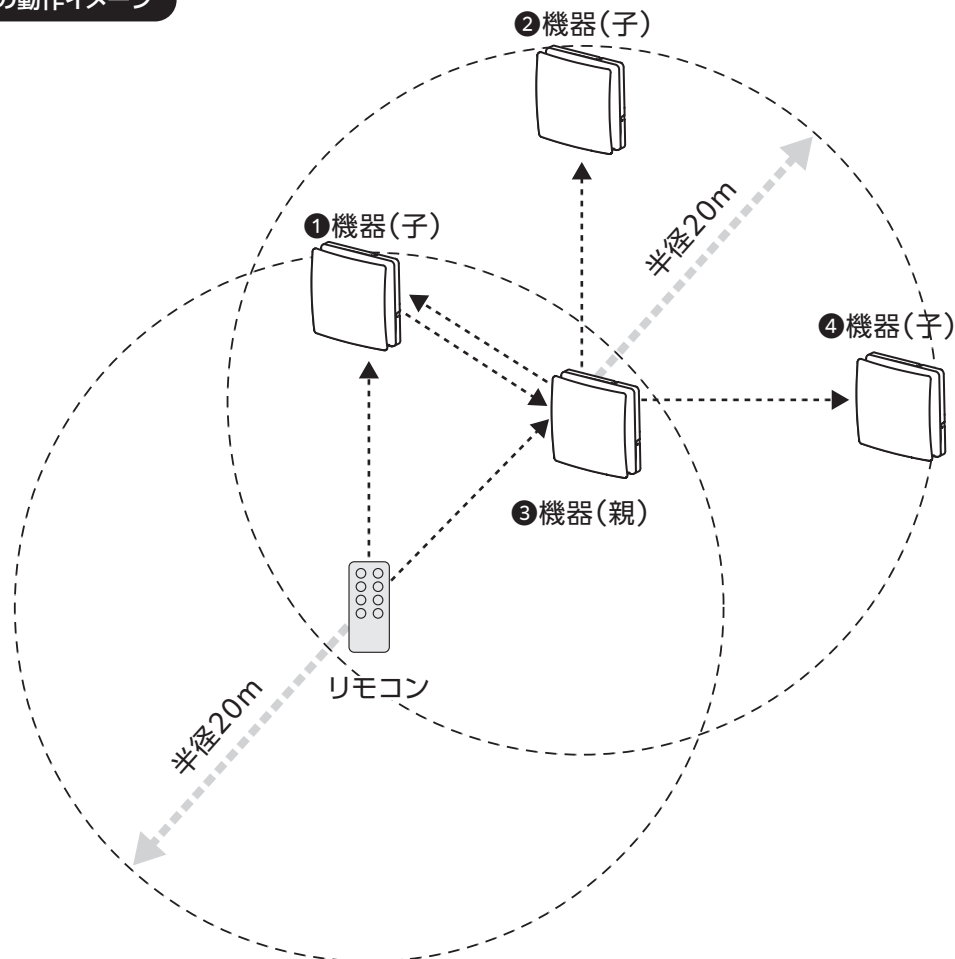 の動作イメージ
❷機器(子)
半径20m
❶機器(子)
❹機器(子)
❸機器(親)
リモコン
半径20m